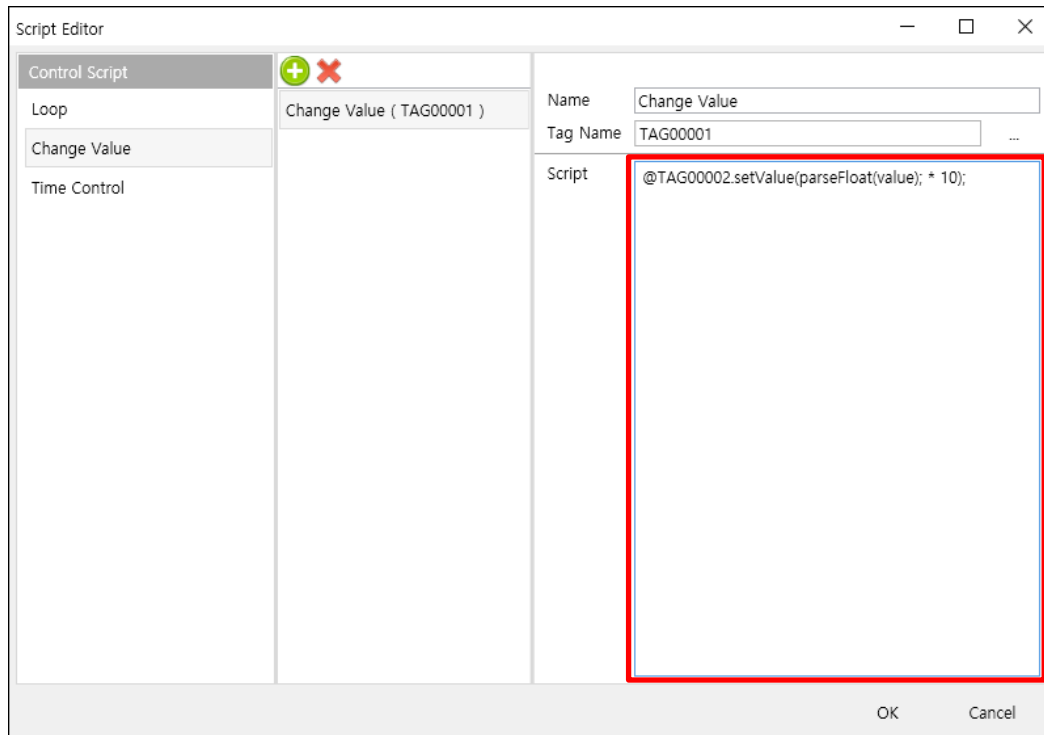 Script Editor
Control Script
Loop
Change Value
Time Control
Change Value ( TAG00001 )
Name
Change Value
Tag Name
TAG00001
...
Script
@TAG00002.setValue(parseFloat(value); * 10);
OK
Cancel